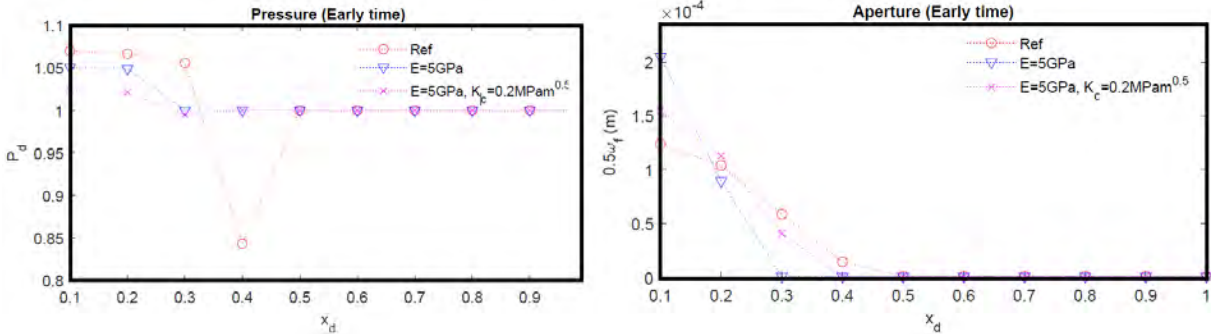 Pressure (Early time)
1.1
1.05
1
0.95
0.9
0.85
0.8
P_d
0.1 0.2 0.3 0.4 0.5 0.6 0.7 0.8 0.9
x_d
Ref
E=5GPa
E=5GPa, K_Ic=0.2MPam^0.5
Aperture (Early time)
×10^-4
2
1.5
1
0.5
0
0.5ω_f (m)
0.1 0.2 0.3 0.4 0.5 0.6 0.7 0.8 0.9 1
x_d
Ref
E=5GPa
E=5GPa, K_c=0.2MPam^0.5